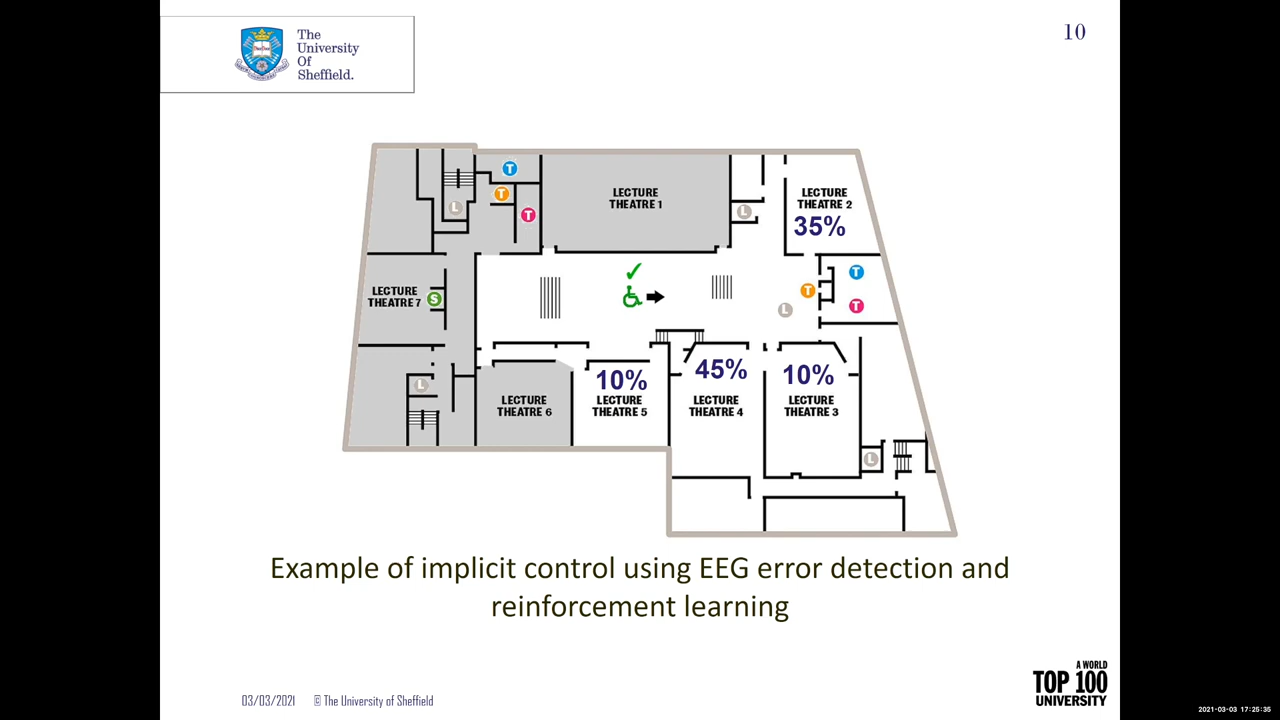 The
University
Of
Sheffield.
10
LECTURE
THEATRE 1
LECTURE
THEATRE 2
35%
T
T
T
L
L
LECTURE
THEATRE 7
S
✓
T
T
T
L
10%
LECTURE
THEATRE 5
45%
LECTURE
THEATRE 4
10%
LECTURE
THEATRE 3
LECTURE
THEATRE 6
L
L
Example of implicit control using EEG error detection and
reinforcement learning
03/03/2021 © The University of Sheffield
A WORLD
TOP 100
UNIVERSITY
2021-03-03 17:25:35